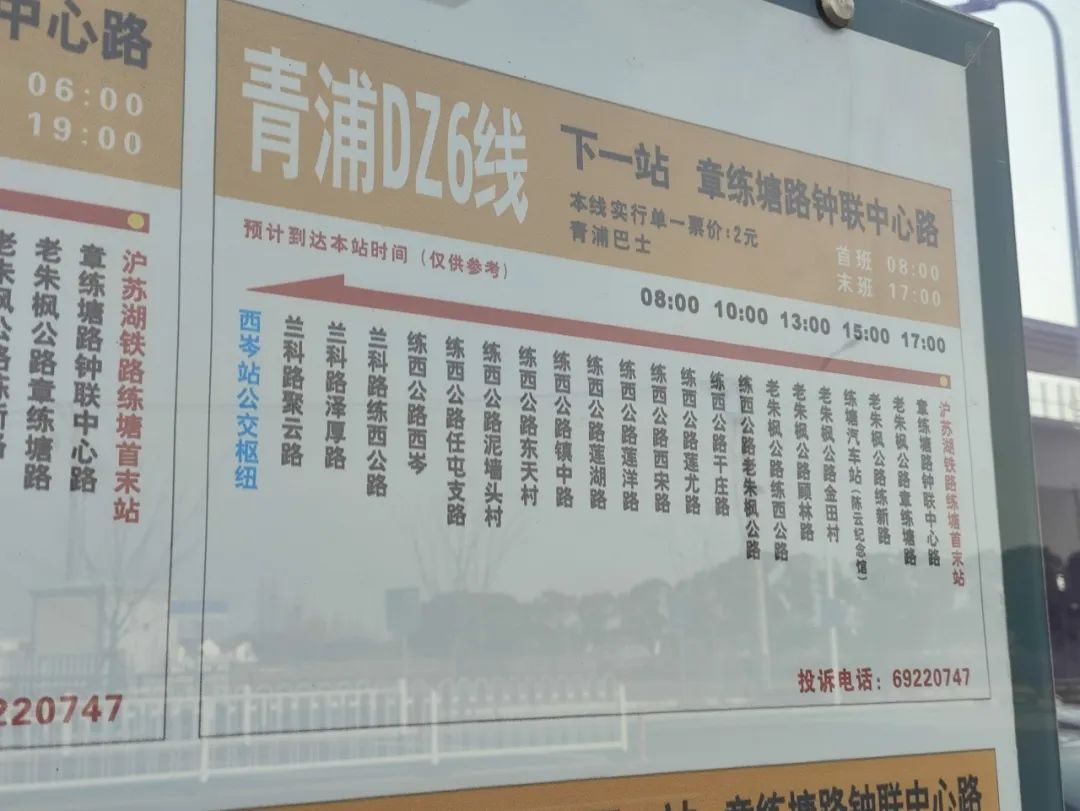 中心路
06:00
19:00
沪苏湖铁路练塘首末站
章练塘路钟联中心路
老朱枫公路章练塘路
220747
青浦DZ6线
下一站 章练塘路钟联中心路
本线实行单一票价:2元
青浦巴士
首班 08:00
末班 17:00
预计到达本站时间（仅供参考）
08:00 10:00 13:00 15:00 17:00
西岑站公交枢纽
兰科路聚云路
兰科路泽厚路
兰科路练西公路
练西公路西岑
练西公路任屯支路
练西公路泥墙头村
练西公路东天村
练西公路镇中路
练西公路莲湖路
练西公路莲洋路
练西公路西宋路
练西公路莲尤路
练西公路干庄路
练西公路老朱枫公路
老朱枫公路练西公路
老朱枫公路顾林路
老朱枫公路金田村
练塘汽车站（陈云纪念馆）
老朱枫公路练新路
老朱枫公路章练塘路
章练塘路钟联中心路
沪苏湖铁路练塘首末站
投诉电话：69220747
章练塘路钟联中心路